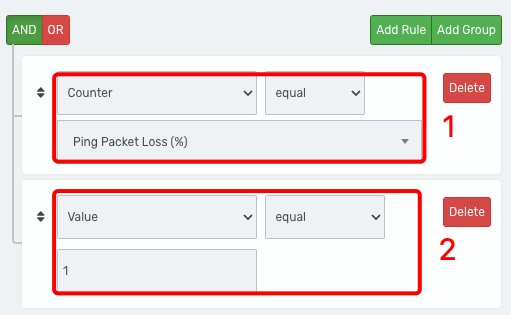 AND OR Add Rule Add Group
Counter equal Delete
Ping Packet Loss (%)
1
Value equal Delete
2
1